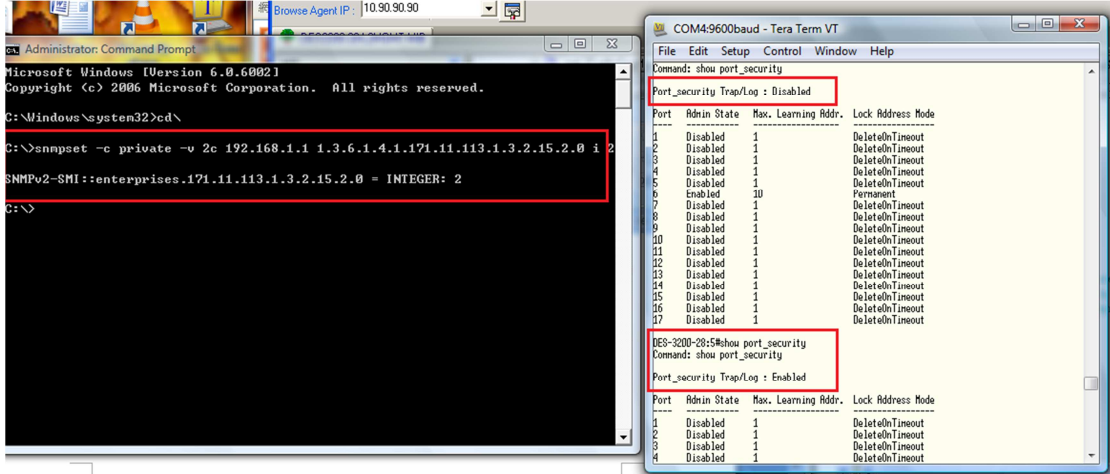 Browse Agent IP : 10.90.90.90
Administrator: Command Prompt
Microsoft Windows [Version 6.0.6002]
Copyright (c) 2006 Microsoft Corporation.  All rights reserved.
C:\Windows\system32>cd\
C:\>snmpset -c private -v 2c 192.168.1.1 1.3.6.1.4.1.171.11.113.1.3.2.15.2.0 i 2
SNMPv2-SMI::enterprises.171.11.113.1.3.2.15.2.0 = INTEGER: 2
C:\>
COM4:9600baud - Tera Term VT
File Edit Setup Control Window Help
Command: show port_security
Port_security Trap/Log : Disabled
Port Admin State Max. Learning Addr. Lock Address Mode
---- ----------- ------------------- -----------------
1 Disabled 1 DeleteOnTimeout
2 Disabled 1 DeleteOnTimeout
3 Disabled 1 DeleteOnTimeout
4 Disabled 1 DeleteOnTimeout
5 Disabled 1 DeleteOnTimeout
6 Enabled 10 Permanent
7 Disabled 1 DeleteOnTimeout
8 Disabled 1 DeleteOnTimeout
9 Disabled 1 DeleteOnTimeout
10 Disabled 1 DeleteOnTimeout
11 Disabled 1 DeleteOnTimeout
12 Disabled 1 DeleteOnTimeout
13 Disabled 1 DeleteOnTimeout
14 Disabled 1 DeleteOnTimeout
15 Disabled 1 DeleteOnTimeout
16 Disabled 1 DeleteOnTimeout
17 Disabled 1 DeleteOnTimeout
DES-3200-28:5#show port_security
Command: show port_security
Port_security Trap/Log : Enabled
Port Admin State Max. Learning Addr. Lock Address Mode
---- ----------- ------------------- -----------------
1 Disabled 1 DeleteOnTimeout
2 Disabled 1 DeleteOnTimeout
3 Disabled 1 DeleteOnTimeout
4 Disabled 1 DeleteOnTimeout